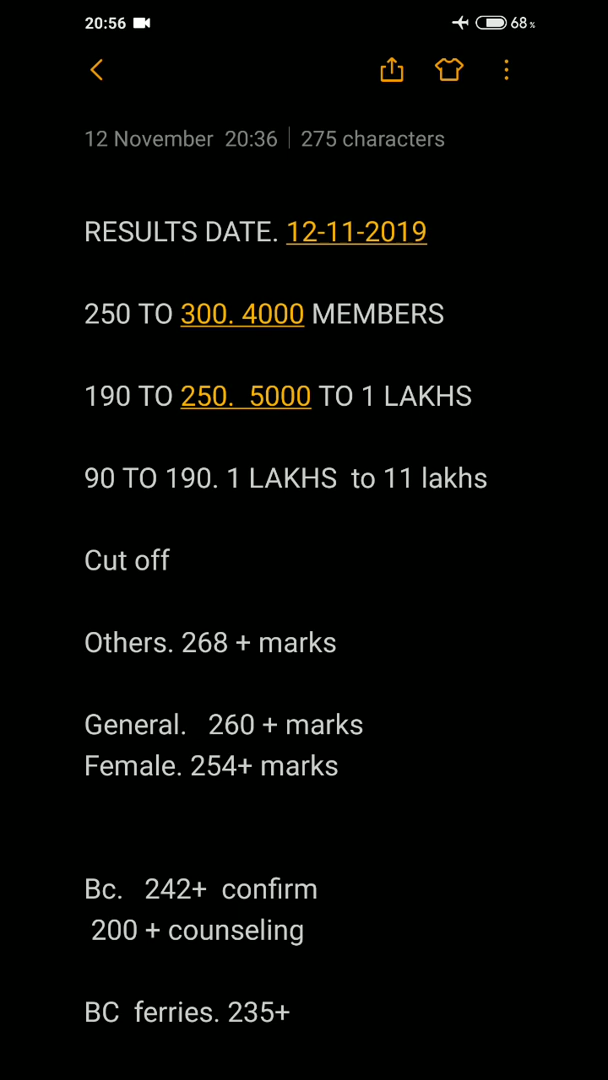 20:56
68%
12 November 20:36 | 275 characters
RESULTS DATE. 12-11-2019
250 TO 300. 4000 MEMBERS
190 TO 250.  5000 TO 1 LAKHS
90 TO 190. 1 LAKHS  to 11 lakhs
Cut off
Others. 268 + marks
General.   260 + marks
Female. 254+ marks
Bc.   242+  confirm
200 + counseling
BC  ferries. 235+